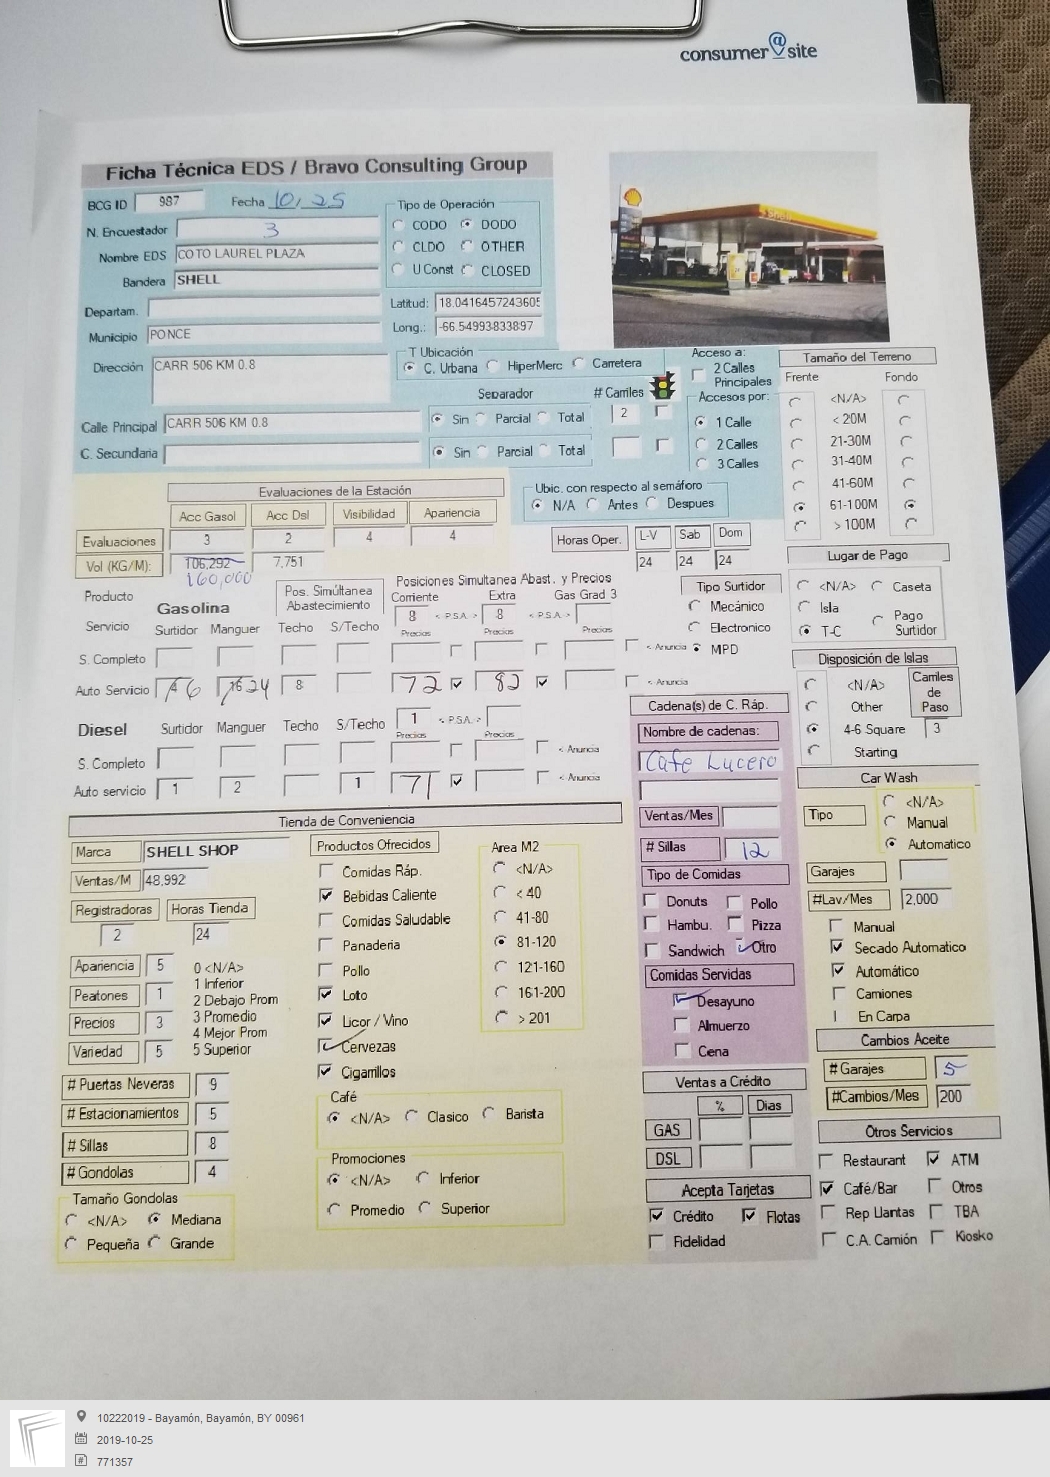 consumer@site
Ficha Técnica EDS / Bravo Consulting Group
BCG ID 987 Fecha 10, 25
N. Encuestador 3
Nombre EDS COTO LAUREL PLAZA
Bandera SHELL
Departam.
Municipio PONCE
Dirección CARR 506 KM 0.8
Calle Principal CARR 506 KM 0.8
C. Secundaria
Tipo de Operación
CODO DODO
CLDO OTHER
U Const CLOSED
Latitud: 18.0416457243605
Long.: -66.54993833897
T Ubicación
C. Urbana HiperMerc Carretera
Separador # Carriles
Sin Parcial Total 2
Sin Parcial Total
Acceso a:
2 Calles Principales
Accesos por:
1 Calle
2 Calles
3 Calles
Ubic. con respecto al semáforo
N/A Antes Despues
Tamaño del Terreno
Frente Fondo
<N/A>
< 20M
21-30M
31-40M
41-60M
61-100M
> 100M
Evaluaciones de la Estación
Acc Gasol Acc Dsl Visibilidad Apariencia
Evaluaciones 3 2 4 4
Vol (KG/M): 106,292 7,751
160,000
Horas Oper. L-V Sab Dom
24 24 24
Lugar de Pago
<N/A> Caseta
Isla Pago Surtidor
T-C
Producto
Gasolina
Servicio Surtidor Manguer
Pos. Simúltanea Abastecimiento
Techo S/Techo
Posiciones Simultanea Abast. y Precios
Corriente Extra Gas Grad 3
8 < P.S.A. > 8 < P.S.A. >
Precios Precios Precios
S. Completo < Anuncia
Auto Servicio 6 24 8 72 82 < Anuncia
Tipo Surtidor
Mecánico
Electronico
MPD
Disposición de Islas
<N/A>
Other
4-6 Square
Starting
Carriles de Paso
3
Diesel Surtidor Manguer Techo S/Techo 1 < P.S.A. >
Precios Precios
S. Completo < Anuncia
Auto servicio 1 2 1 71 < Anuncia
Cadena(s) de C. Ráp.
Nombre de cadenas:
Cafe Lucero
Ventas/Mes
# Sillas 12
Tipo de Comidas
Donuts Pollo
Hambu. Pizza
Sandwich Otro
Comidas Servidas
Desayuno
Almuerzo
Cena
Car Wash
Tipo
<N/A>
Manual
Automatico
Garajes
#Lav/Mes 2,000
Manual
Secado Automatico
Automático
Camiones
En Carpa
Cambios Aceite
# Garajes 5
#Cambios/Mes 200
Tienda de Conveniencia
Marca SHELL SHOP
Ventas/M 48,992
Registradoras Horas Tienda
2 24
Apariencia 5
Peatones 1
Precios 3
Variedad 5
0 <N/A>
1 Inferior
2 Debajo Prom
3 Promedio
4 Mejor Prom
5 Superior
# Puertas Neveras 9
# Estacionamientos 5
# Sillas 8
# Gondolas 4
Tamaño Gondolas
<N/A> Mediana
Pequeña Grande
Productos Ofrecidos
Comidas Ráp.
Bebidas Caliente
Comidas Saludable
Panaderia
Pollo
Loto
Licor / Vino
Cervezas
Cigarrillos
Area M2
<N/A>
< 40
41-80
81-120
121-160
161-200
> 201
Café
<N/A> Clasico Barista
Promociones
<N/A> Inferior
Promedio Superior
Ventas a Crédito
% Dias
GAS
DSL
Acepta Tarjetas
Crédito Flotas
Fidelidad
Otros Servicios
Restaurant ATM
Café/Bar Otros
Rep Llantas TBA
C.A. Camión Kiosko
10222019 - Bayamón, Bayamón, BY 00961
2019-10-25
771357